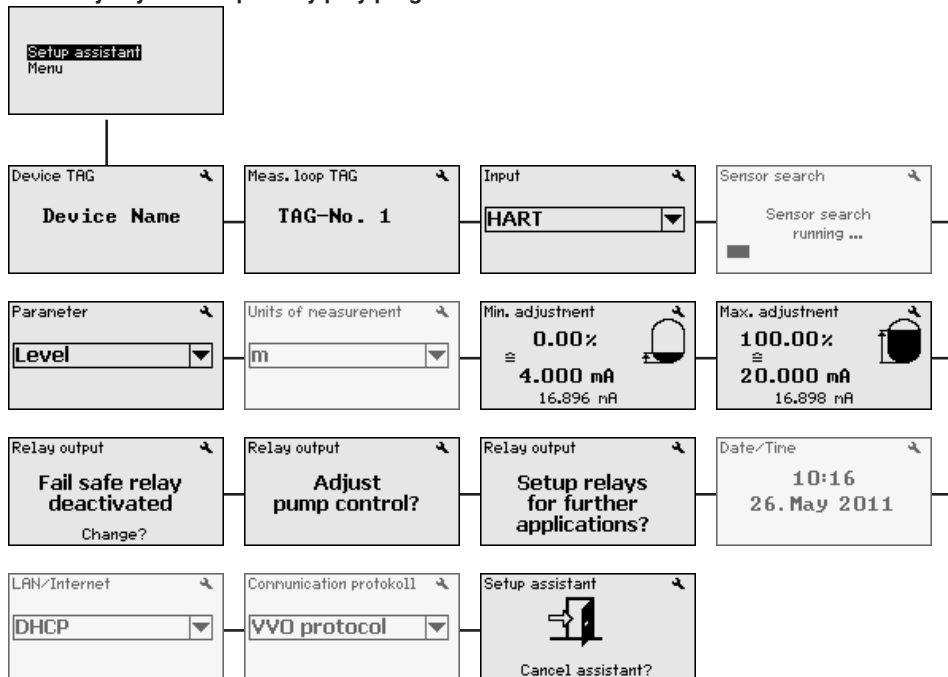 Setup assistant
Menu
Device TAG
Device Name
Meas. loop TAG
TAG-No. 1
Input
HART
Sensor search
Sensor search
running ...
Parameter
Level
Units of measurement
m
Min. adjustment
0.00%
≙
4.000 mA
16.896 mA
Max. adjustment
100.00%
≙
20.000 mA
16.898 mA
Relay output
Fail safe relay
deactivated
Change?
Relay output
Adjust
pump control?
Relay output
Setup relays
for further
applications?
Date/Time
10:16
26. May 2011
LAN/Internet
DHCP
Communication protokoll
VVO protocol
Setup assistant
Cancel assistant?